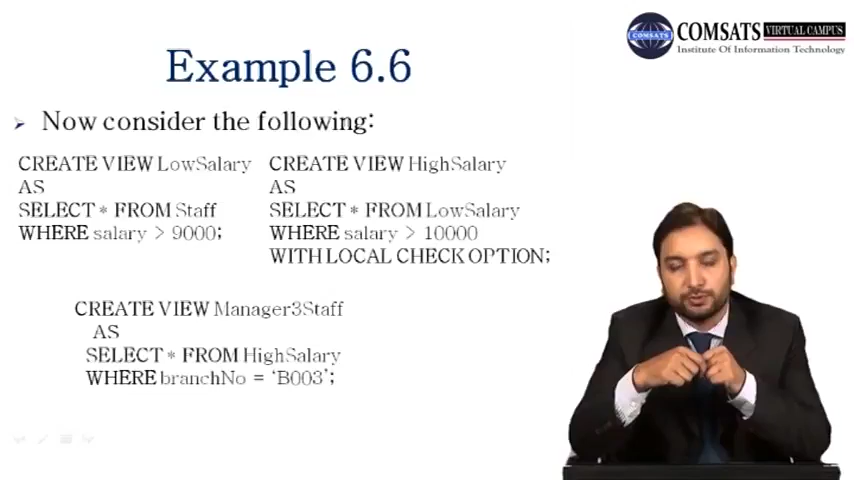 COMSATS VIRTUAL CAMPUS
COMSATS
Institute Of Information Technology
Example 6.6
Now consider the following:
CREATE VIEW LowSalary
AS
SELECT * FROM Staff
WHERE salary > 9000;
CREATE VIEW HighSalary
AS
SELECT * FROM LowSalary
WHERE salary > 10000
WITH LOCAL CHECK OPTION;
CREATE VIEW Manager3Staff
AS
SELECT * FROM HighSalary
WHERE branchNo = ‘B003’;